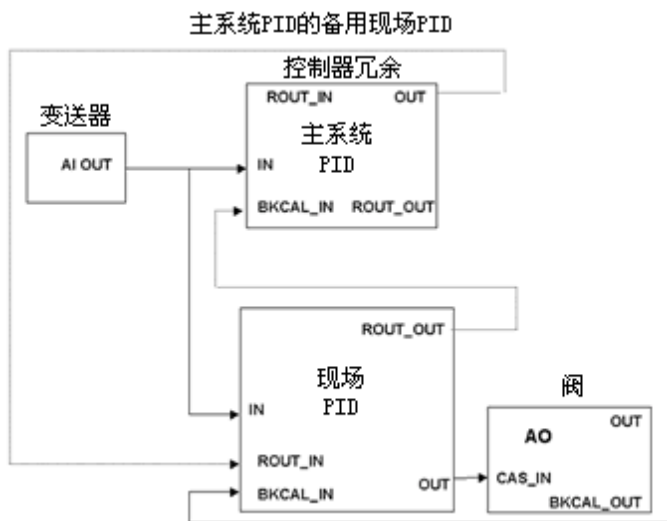 主系统PID的备用现场PID
控制器冗余
变送器
ROUT_IN OUT
主系统
PID
AI OUT
IN
BKCAL_IN ROUT_OUT
ROUT_OUT
现场
PID
阀
IN
OUT
AO
ROUT_IN
OUT
CAS_IN
BKCAL_IN
BKCAL_OUT